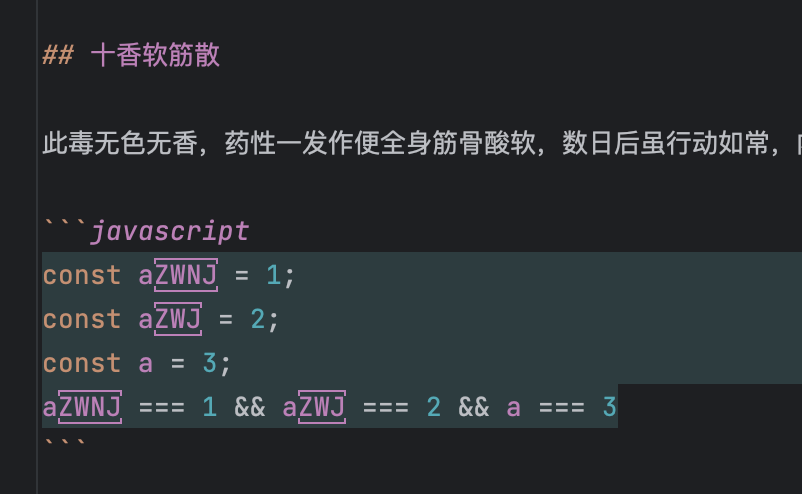 ## 十香软筋散
此毒无色无香，药性一发作便全身筋骨酸软，数日后虽行动如常，
```javascript
const aZWNJ = 1;
const aZWJ = 2;
const a = 3;
aZWNJ === 1 && aZWJ === 2 && a === 3
```